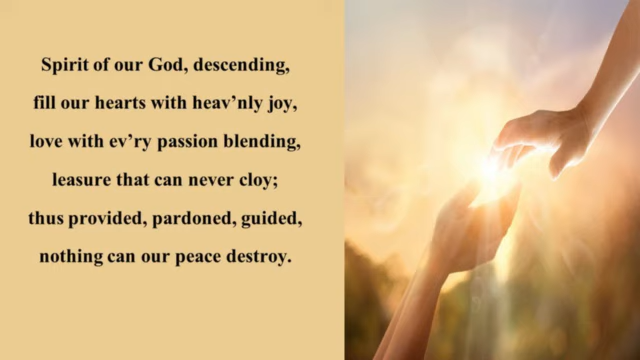 Spirit of our God, descending,
fill our hearts with heav’nly joy,
love with ev’ry passion blending,
leasure that can never cloy;
thus provided, pardoned, guided,
nothing can our peace destroy.